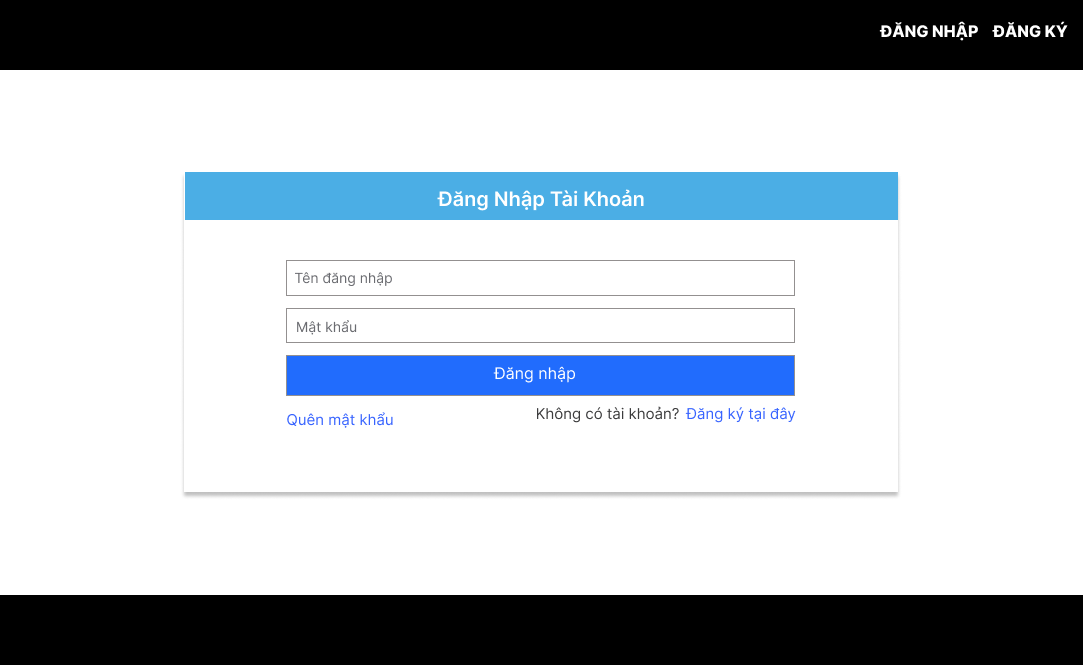 ĐĂNG NHẬP ĐĂNG KÝ
Đăng Nhập Tài Khoản
Tên đăng nhập
Mật khẩu
Đăng nhập
Quên mật khẩu
Không có tài khoản? Đăng ký tại đây